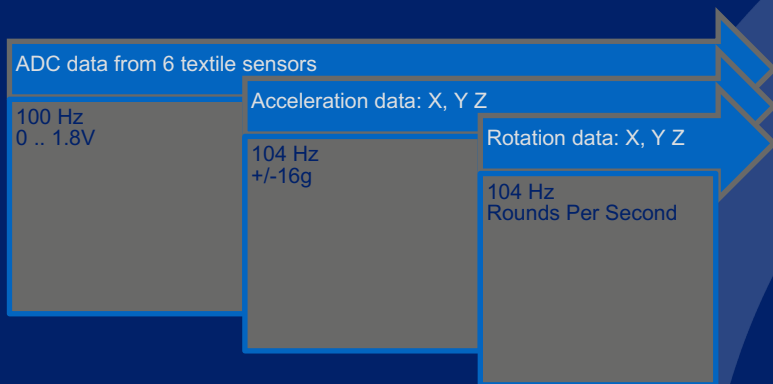 ADC data from 6 textile sensors
100 Hz
0 .. 1.8V
Acceleration data: X, Y Z
104 Hz
+/-16g
Rotation data: X, Y Z
104 Hz
Rounds Per Second